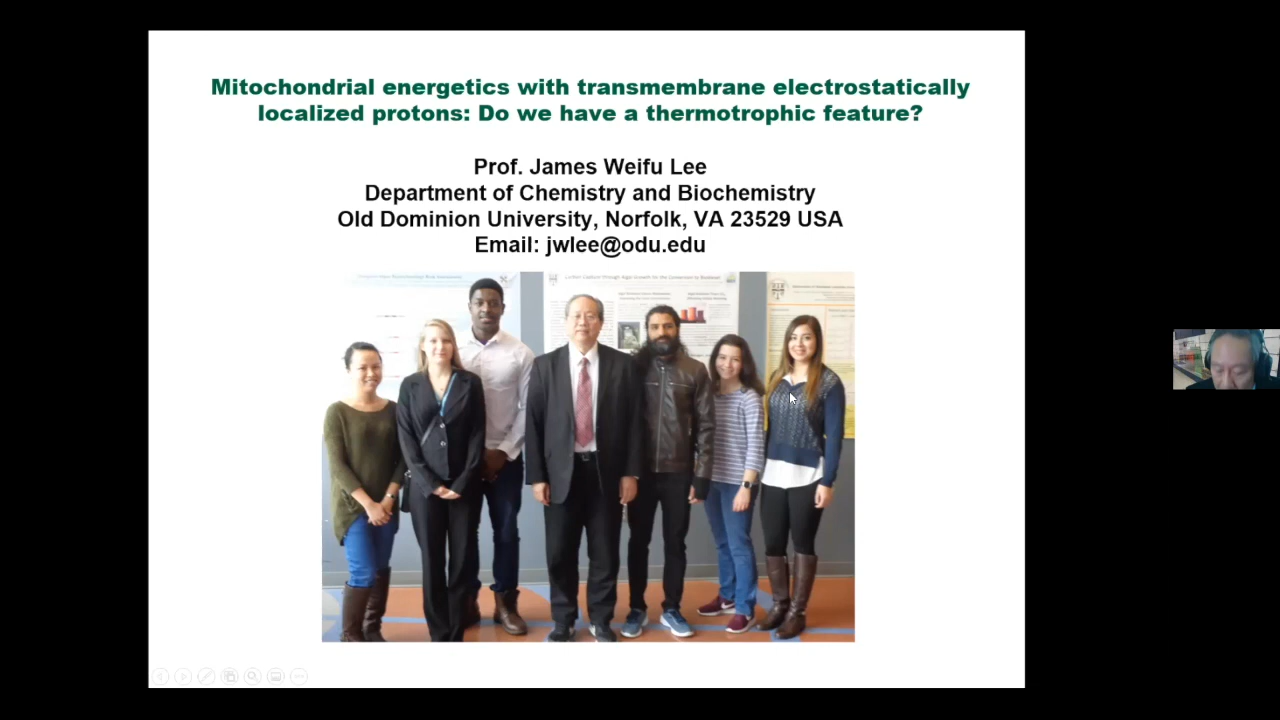 Mitochondrial energetics with transmembrane electrostatically
localized protons: Do we have a thermotrophic feature?
Prof. James Weifu Lee
Department of Chemistry and Biochemistry
Old Dominion University, Norfolk, VA 23529 USA
Email: jwlee@odu.edu